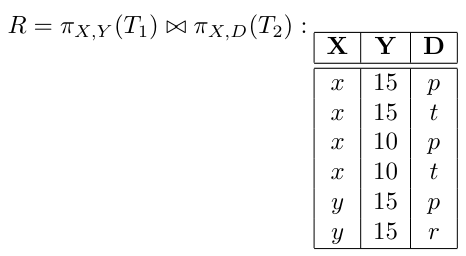 R = π_{X,Y}(T_1) ⋈ π_{X,D}(T_2) :
X Y D
x 15 p
x 15 t
x 10 p
x 10 t
y 15 p
y 15 r